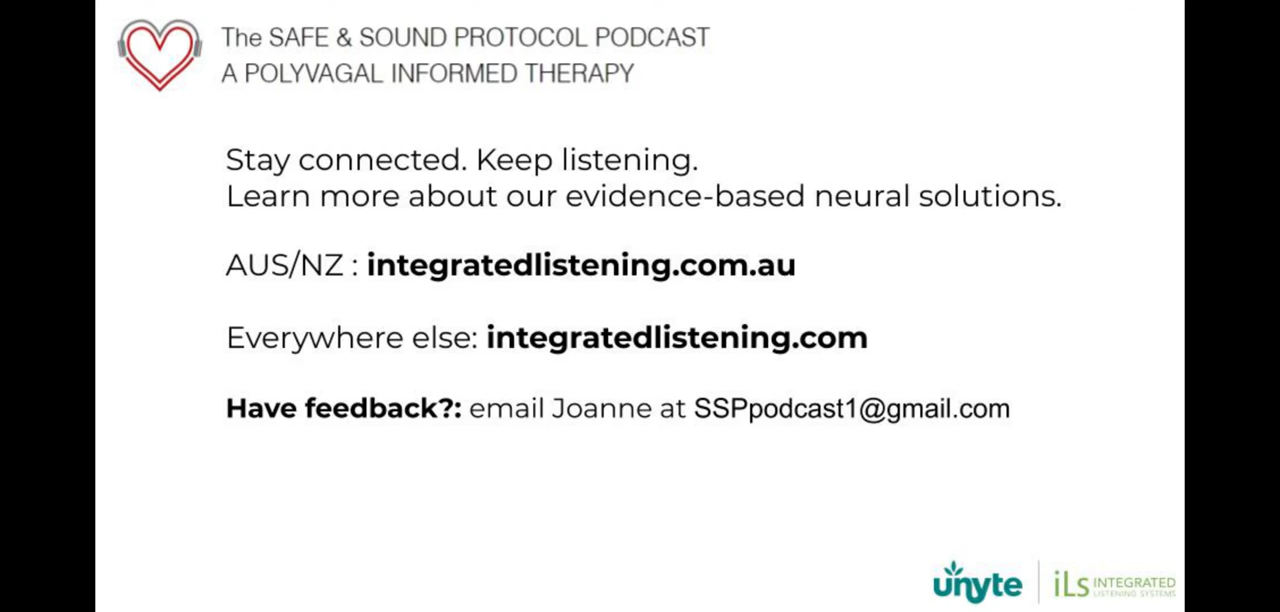 The SAFE & SOUND PROTOCOL PODCAST
A POLYVAGAL INFORMED THERAPY
Stay connected. Keep listening.
Learn more about our evidence-based neural solutions.
AUS/NZ : integratedlistening.com.au
Everywhere else: integratedlistening.com
Have feedback?: email Joanne at SSPpodcast1@gmail.com
unyte
iLs INTEGRATED
LISTENING SYSTEMS